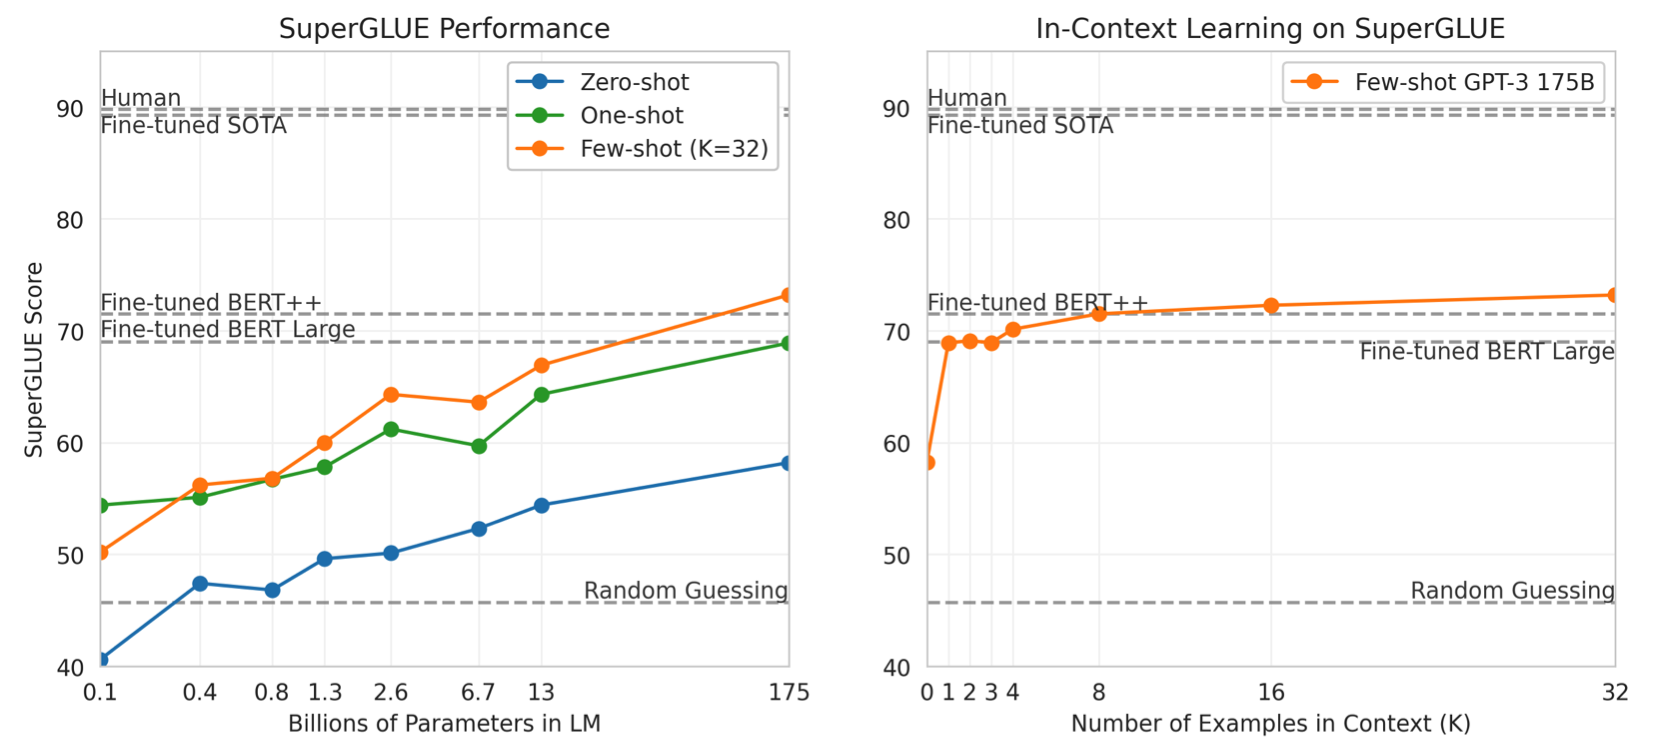 SuperGLUE Performance
Zero-shot
One-shot
Few-shot (K=32)
Human
Fine-tuned SOTA
Fine-tuned BERT++
Fine-tuned BERT Large
Random Guessing
SuperGLUE Score
90
80
70
60
50
40
0.1 0.4 0.8 1.3 2.6 6.7 13 175
Billions of Parameters in LM
In-Context Learning on SuperGLUE
Few-shot GPT-3 175B
Human
Fine-tuned SOTA
Fine-tuned BERT++
Fine-tuned BERT Large
Random Guessing
90
80
70
60
50
40
0 1 2 3 4 8 16 32
Number of Examples in Context (K)